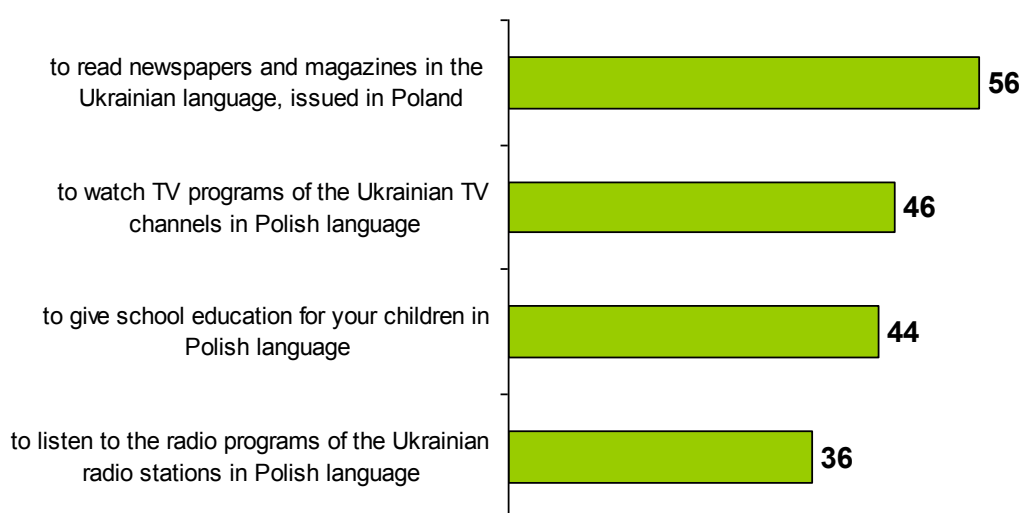 to read newspapers and magazines in the
Ukrainian language, issued in Poland
56
to watch TV programs of the Ukrainian TV
channels in Polish language
46
to give school education for your children in
Polish language
44
to listen to the radio programs of the Ukrainian
radio stations in Polish language
36